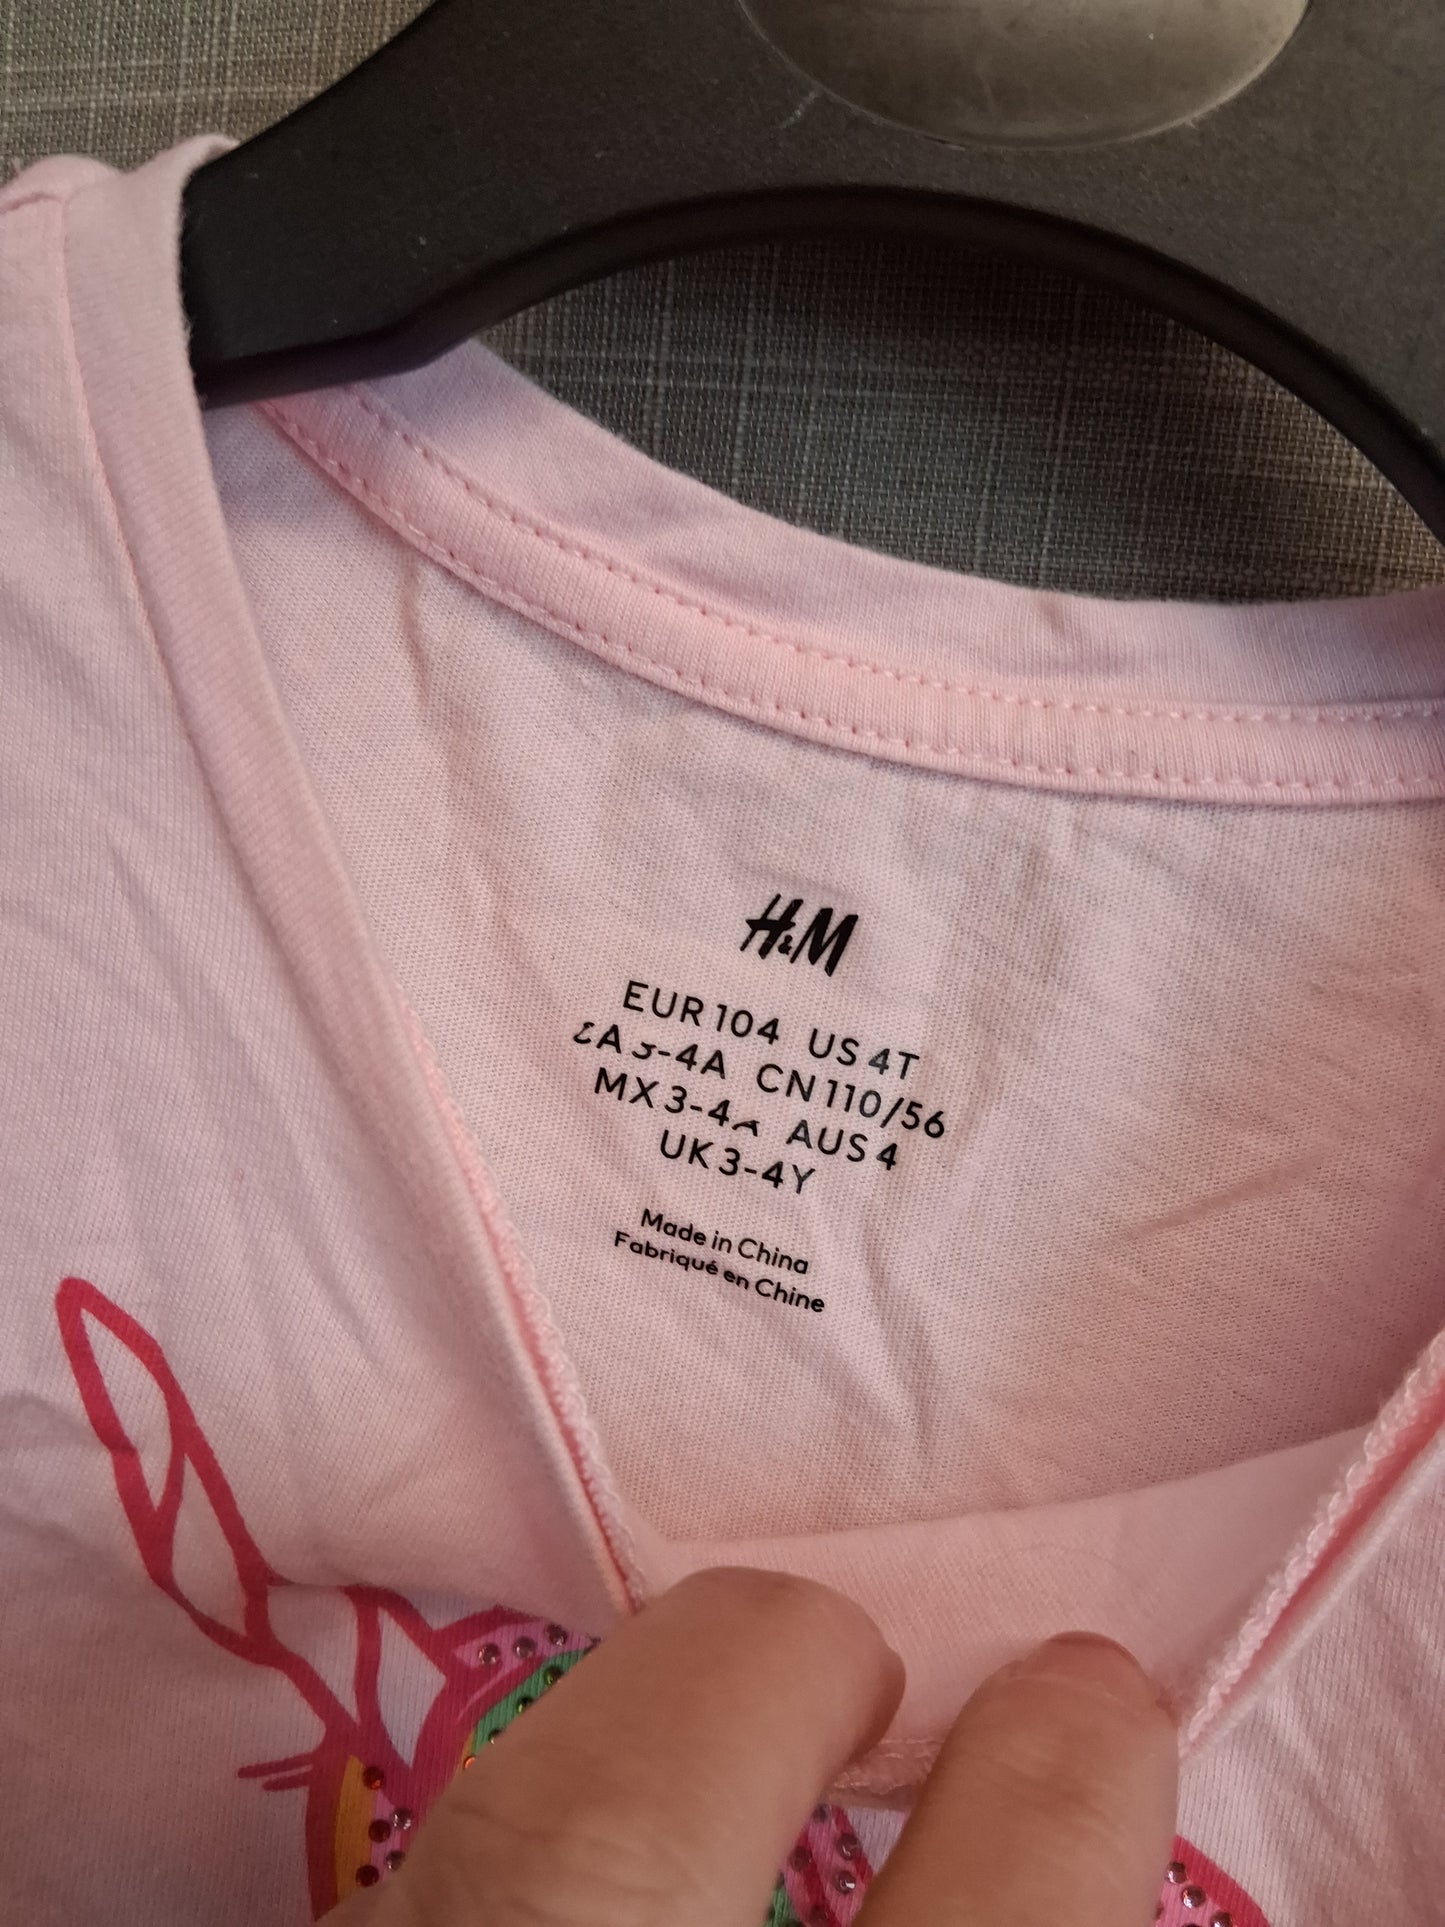 H&M
EUR 104 US 4T
3-4A CN 110/56
MX 3-4A AUS 4
UK 3-4Y
Made in China
Fabriqué en Chine